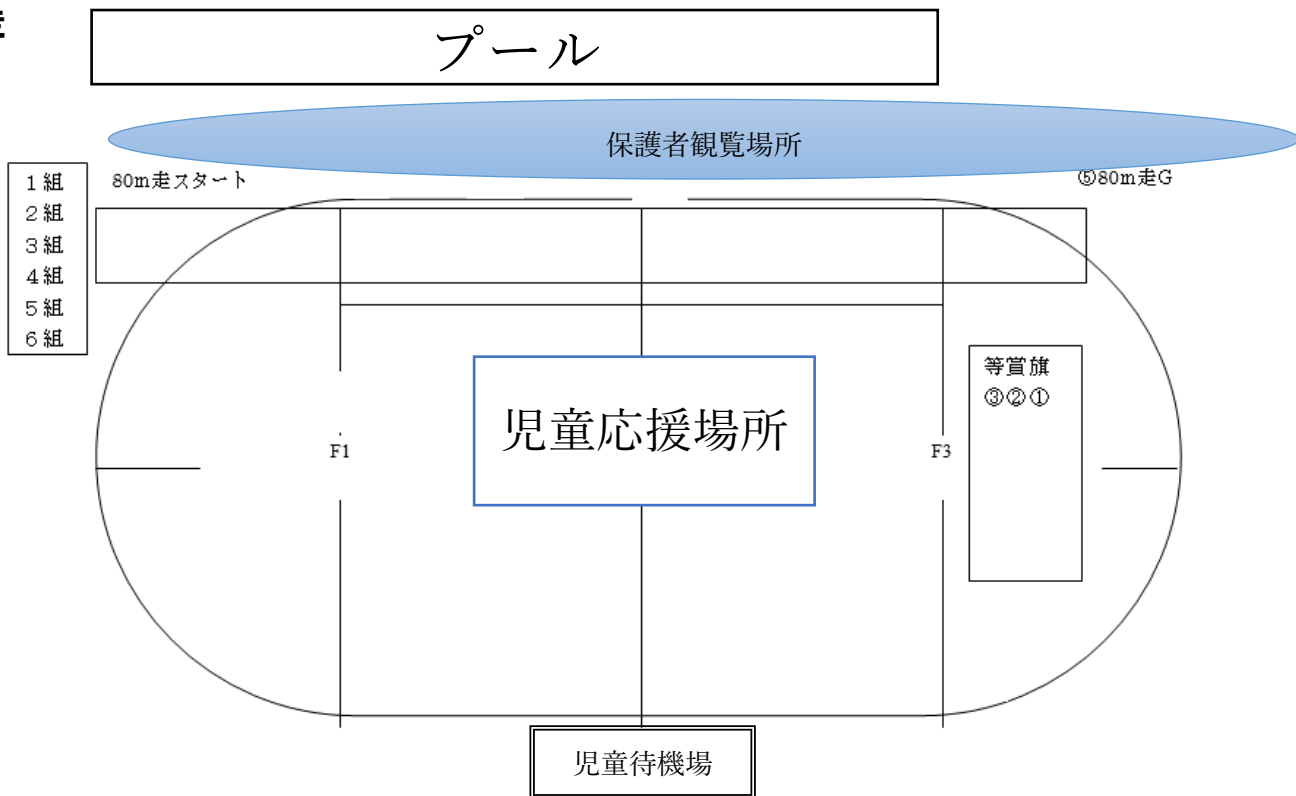 プール
保護者観覧場所
80m走スタート
⑤80m走G
1組
2組
3組
4組
5組
6組
等賞旗
③②①
児童応援場所
F1
F3
児童待機場